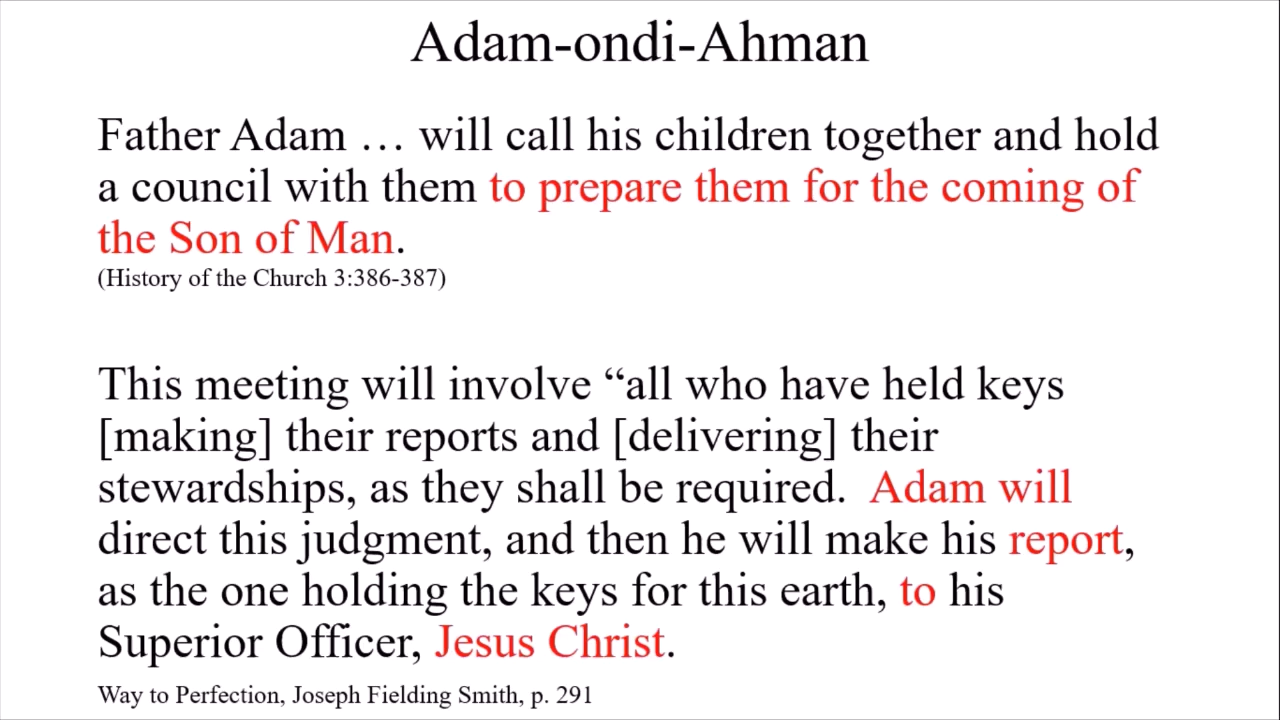 Adam-ondi-Ahman
Father Adam … will call his children together and hold
a council with them to prepare them for the coming of
the Son of Man.
(History of the Church 3:386-387)
This meeting will involve “all who have held keys
[making] their reports and [delivering] their
stewardships, as they shall be required.  Adam will
direct this judgment, and then he will make his report,
as the one holding the keys for this earth, to his
Superior Officer, Jesus Christ.
Way to Perfection, Joseph Fielding Smith, p. 291